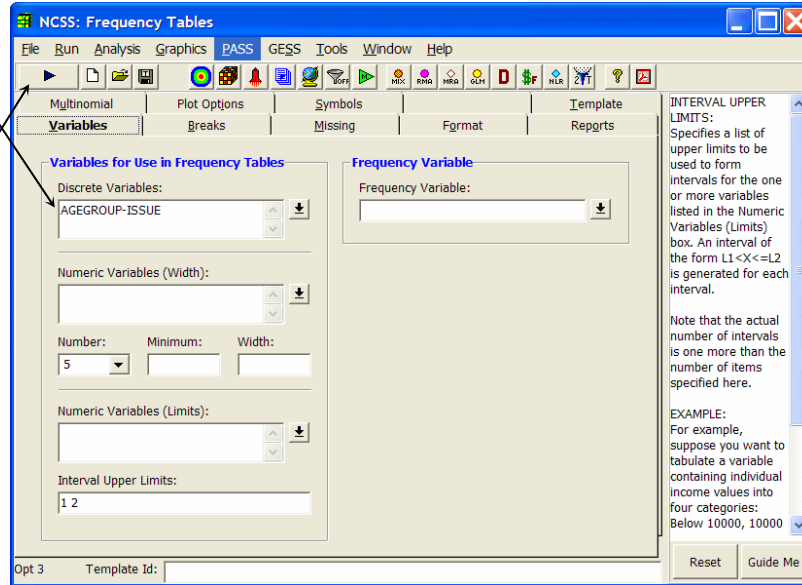 NCSS: Frequency Tables
File Run Analysis Graphics PASS GESS Tools Window Help
OFF MIX RMA MRA GLM D $F NLR 2TT ?
Multinomial Plot Options Symbols Template
Variables Breaks Missing Format Reports
Variables for Use in Frequency Tables
Discrete Variables:
AGEGROUP-ISSUE
Numeric Variables (Width):
Number: Minimum: Width:
5
Numeric Variables (Limits):
Interval Upper Limits:
1 2
Frequency Variable
Frequency Variable:
INTERVAL UPPER
LIMITS:
Specifies a list of
upper limits to be
used to form
intervals for the one
or more variables
listed in the Numeric
Variables (Limits)
box. An interval of
the form L1<X<=L2
is generated for each
interval.
Note that the actual
number of intervals
is one more than the
number of items
specified here.
EXAMPLE:
For example,
suppose you want to
tabulate a variable
containing individual
income values into
four categories:
Below 10000, 10000
Reset Guide Me
Opt 3 Template Id: